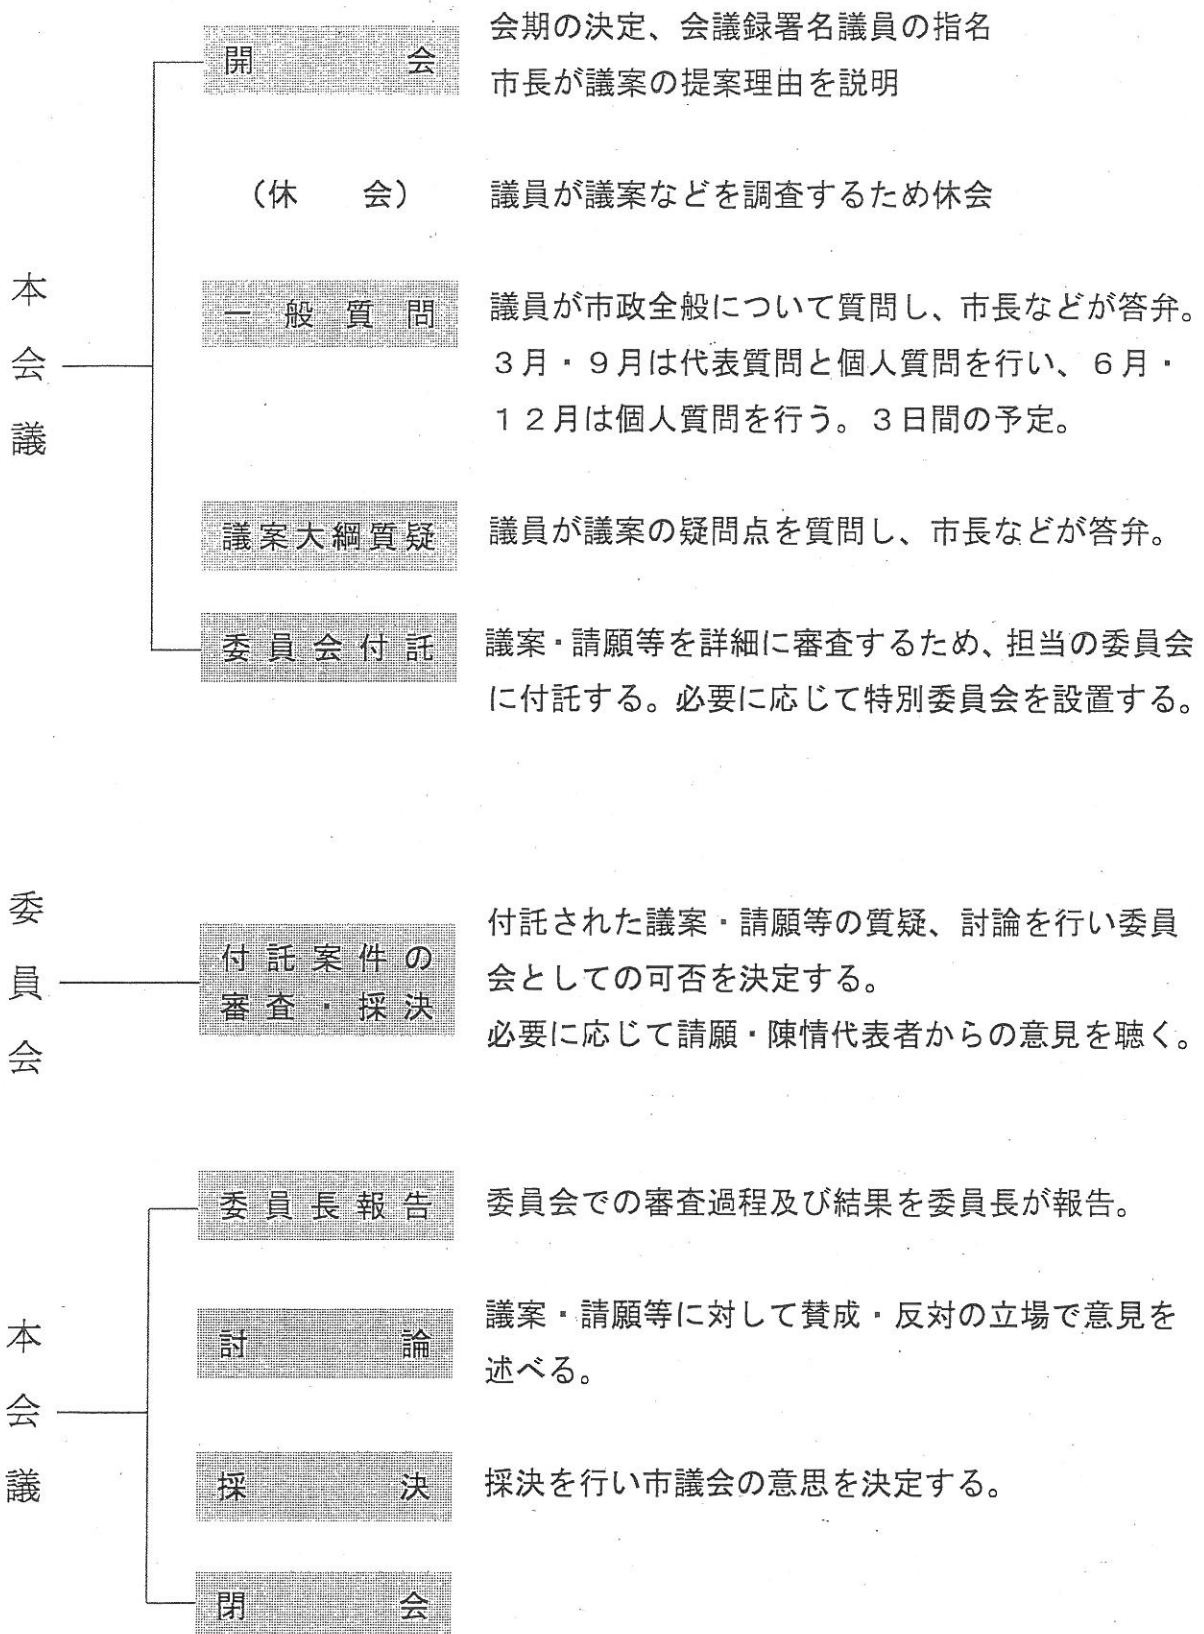 本会議
開会
会期の決定、会議録署名議員の指名
市長が議案の提案理由を説明
（休会）
議員が議案などを調査するため休会
一般質問
議員が市政全般について質問し、市長などが答弁。
３月・９月は代表質問と個人質問を行い、６月・
１２月は個人質問を行う。３日間の予定。
議案大綱質疑
議員が議案の疑問点を質問し、市長などが答弁。
委員会付託
議案・請願等を詳細に審査するため、担当の委員会
に付託する。必要に応じて特別委員会を設置する。
委員会
付託案件の
審査・採決
付託された議案・請願等の質疑、討論を行い委員
会としての可否を決定する。
必要に応じて請願・陳情代表者からの意見を聴く。
本会議
委員長報告
委員会での審査過程及び結果を委員長が報告。
討論
議案・請願等に対して賛成・反対の立場で意見を
述べる。
採決
採決を行い市議会の意思を決定する。
閉会